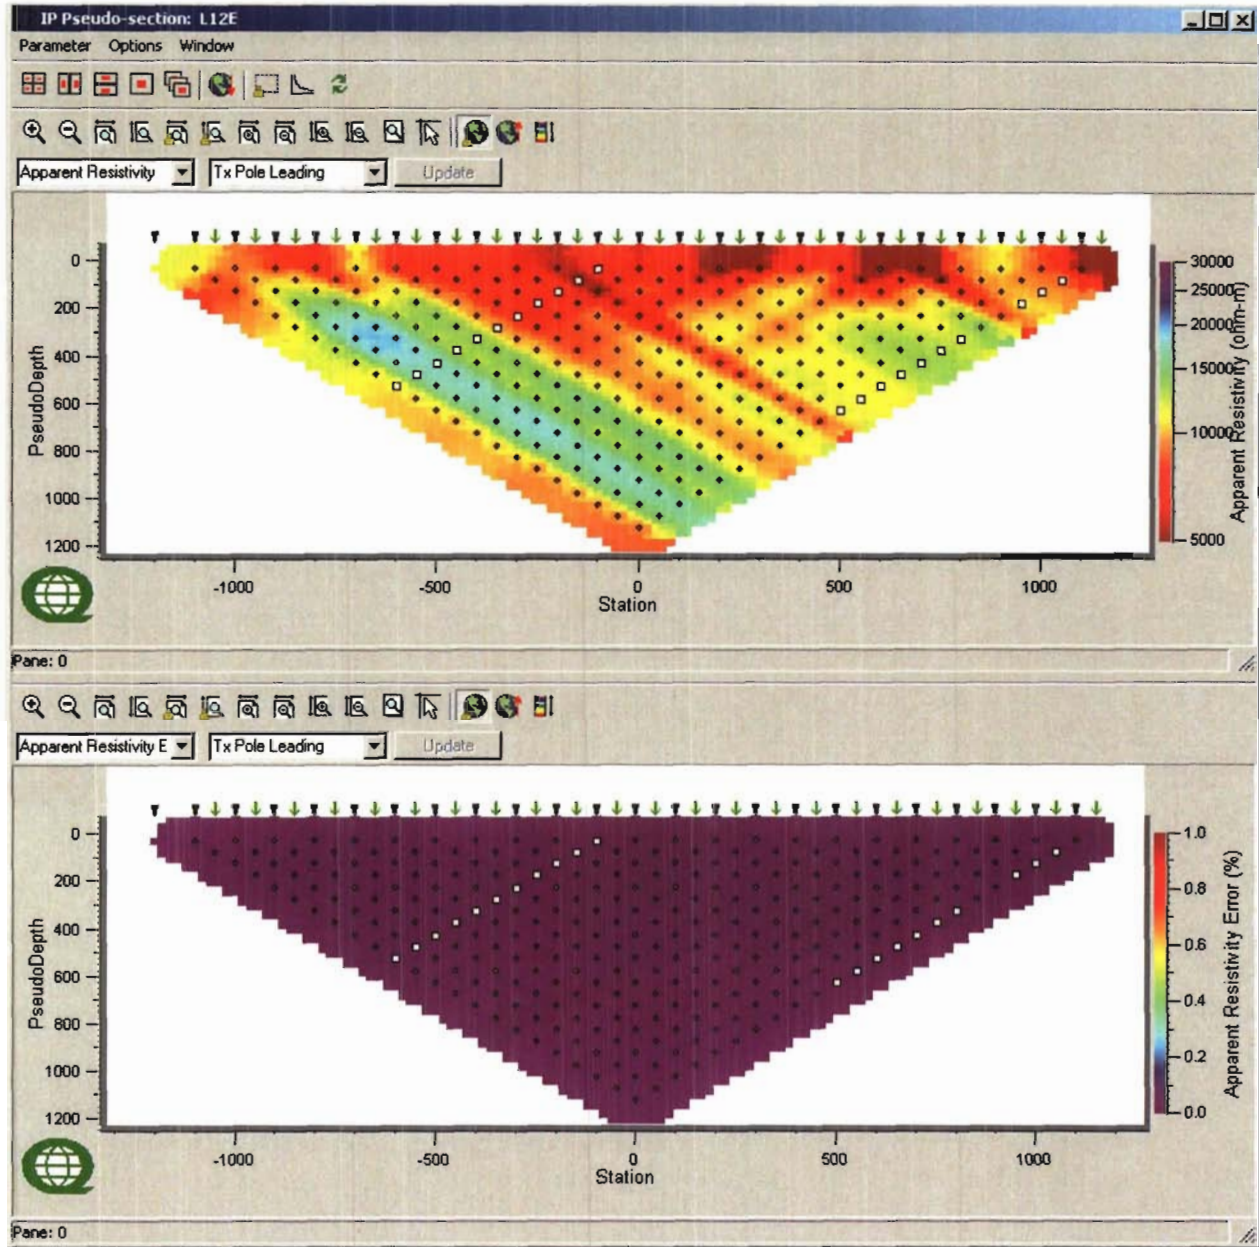 IP Pseudo-section: L12E
Parameter Options Window
Apparent Resistivity Tx Pole Leading Update
0
200
400
600
800
1000
1200
PseudoDepth
-1000 -500 0 500 1000
Station
30000
25000
20000
15000
10000
5000
Apparent Resistivity (ohm-m)
Pane: 0
Apparent Resistivity E Tx Pole Leading Update
0
200
400
600
800
1000
1200
PseudoDepth
-1000 -500 0 500 1000
Station
1.0
0.8
0.6
0.4
0.2
0.0
Apparent Resistivity Error (%)
Pane: 0